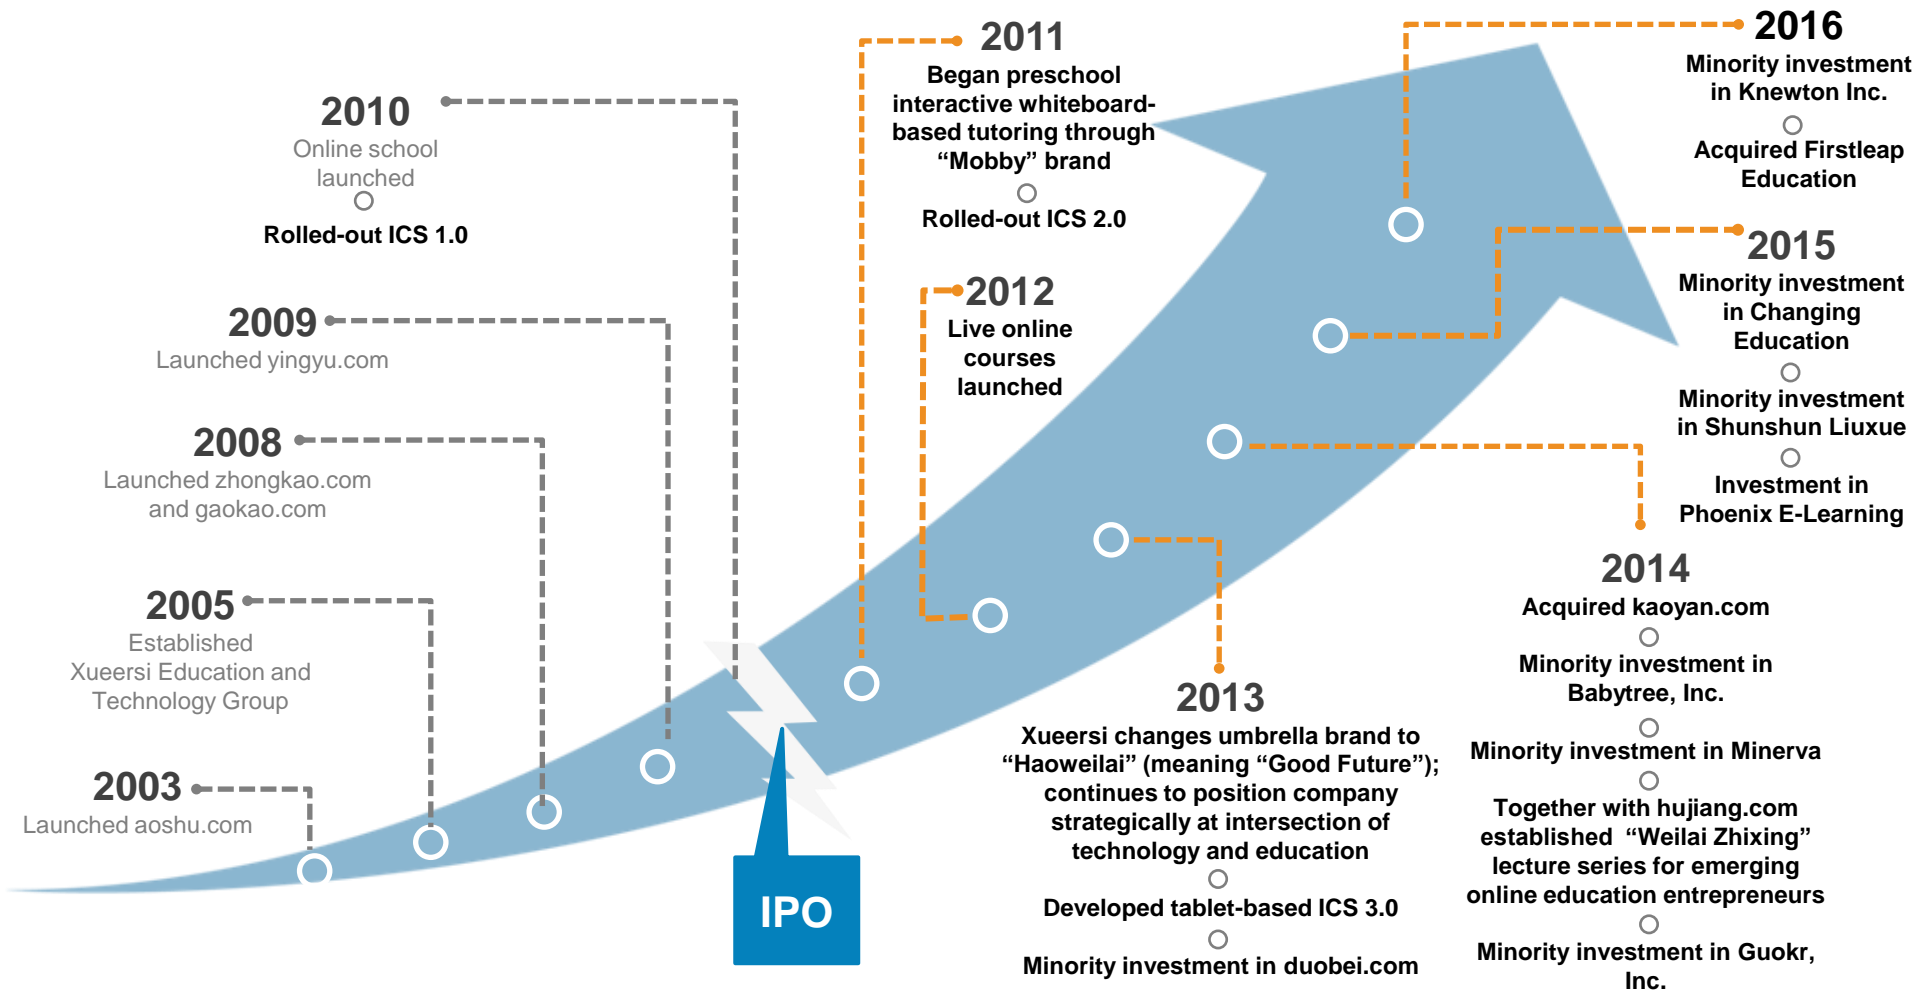 2003
Launched aoshu.com
2005
Established
Xueersi Education and
Technology Group
2008
Launched zhongkao.com
and gaokao.com
2009
Launched yingyu.com
2010
Online school
launched
Rolled-out ICS 1.0
IPO
2011
Began preschool
interactive whiteboard-
based tutoring through
“Mobby” brand
Rolled-out ICS 2.0
2012
Live online
courses
launched
2013
Xueersi changes umbrella brand to
“Haoweilai” (meaning “Good Future”);
continues to position company
strategically at intersection of
technology and education
Developed tablet-based ICS 3.0
Minority investment in duobei.com
2014
Acquired kaoyan.com
Minority investment in
Babytree, Inc.
Minority investment in Minerva
Together with hujiang.com
established “Weilai Zhixing”
lecture series for emerging
online education entrepreneurs
Minority investment in Guokr,
Inc.
2015
Minority investment
in Changing
Education
Minority investment
in Shunshun Liuxue
Investment in
Phoenix E-Learning
2016
Minority investment
in Knewton Inc.
Acquired Firstleap
Education